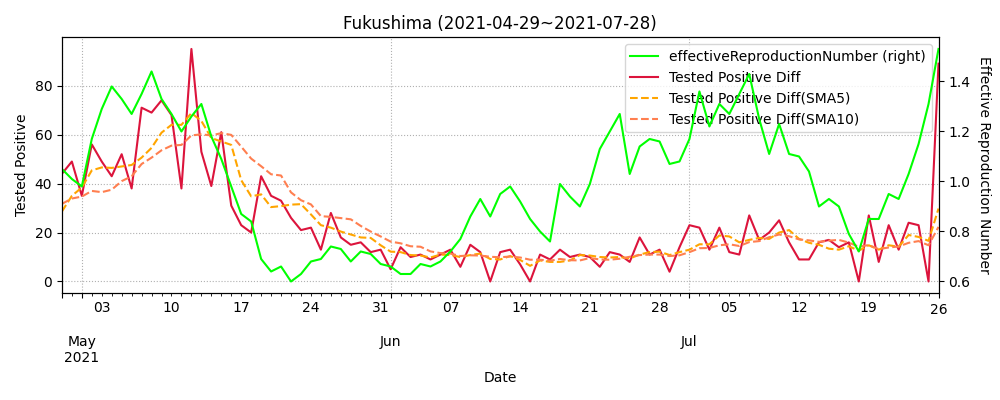 Fukushima (2021-04-29~2021-07-28)
effectiveReproductionNumber (right)
Tested Positive Diff
Tested Positive Diff(SMA5)
Tested Positive Diff(SMA10)
Tested Positive
80
60
40
20
0
Effective Reproduction Number
1.4
1.2
1.0
0.8
0.6
03 10 17 24 31 07 14 21 28 05 12 19 26
May Jun Jul
2021
Date